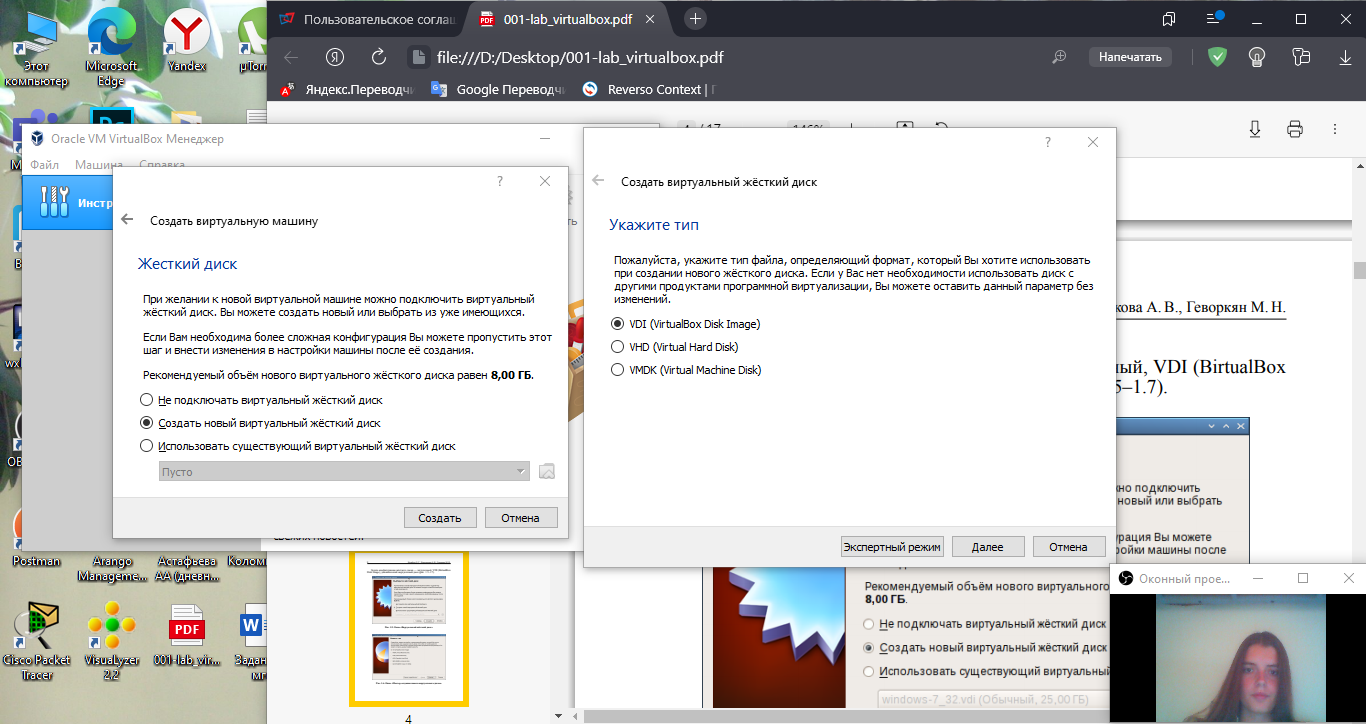 Пользовательское соглаш
001-lab_virtualbox.pdf
file:///D:/Desktop/001-lab_virtualbox.pdf
Напечатать
Яндекс.Переводчи
Google Переводч
Reverso Context |
Этот компьютер
Microsoft Edge
Yandex
µTorr
Oracle VM VirtualBox Менеджер
Файл Машина Справка
Инстр
Создать виртуальную машину
Жесткий диск
При желании к новой виртуальной машине можно подключить виртуальный
жёсткий диск. Вы можете создать новый или выбрать из уже имеющихся.
Если Вам необходима более сложная конфигурация Вы можете пропустить этот
шаг и внести изменения в настройки машины после её создания.
Рекомендуемый объём нового виртуального жёсткого диска равен 8,00 ГБ.
Не подключать виртуальный жёсткий диск
Создать новый виртуальный жёсткий диск
Использовать существующий виртуальный жёсткий диск
Пусто
Создать Отмена
ть
Создать виртуальный жёсткий диск
Укажите тип
Пожалуйста, укажите тип файла, определяющий формат, который Вы хотите использовать
при создании нового жёсткого диска. Если у Вас нет необходимости использовать диск с
другими продуктами программной виртуализации, Вы можете оставить данный параметр без
изменений.
VDI (VirtualBox Disk Image)
VHD (Virtual Hard Disk)
VMDK (Virtual Machine Disk)
Экспертный режим Далее Отмена
кова А. В., Геворкян М. Н.
ный, VDI (BirtualBox
5–1.7).
жно подключить
новый или выбрать
урация Вы можете
ройки машины после
Рекомендуемый объём нового виртуального
8,00 ГБ.
Не подключать виртуальный жёсткий диск
Создать новый виртуальный жёсткий диск
Использовать существующий виртуальный
windows-7_32.vdi (Обычный, 25,00 ГБ)
4
Оконный прое...
Postman
Arango Manageme...
Астафьева АА (дневн...
Колом
Cisco Packet Tracer
VisuaLyzer 2.2
001-lab_vir...
Задан